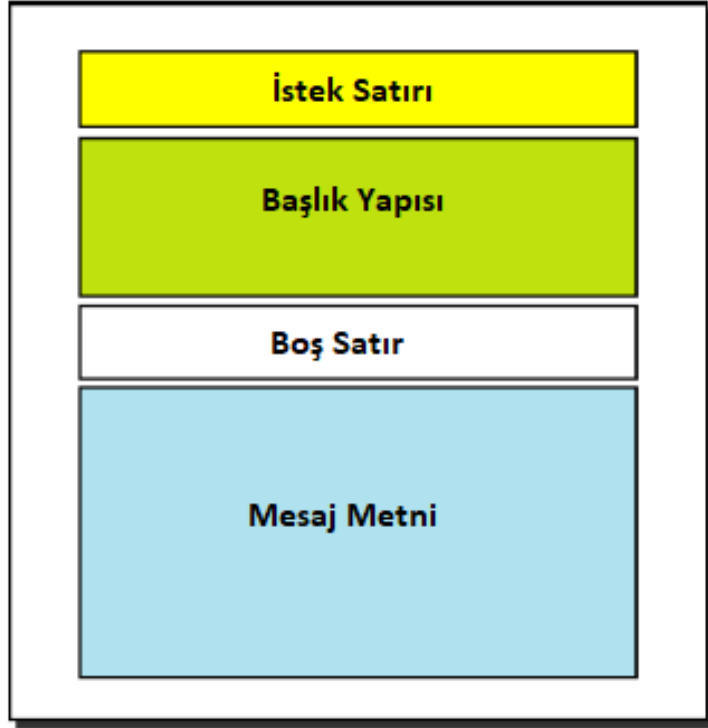 İstek Satırı
Başlık Yapısı
Boş Satır
Mesaj Metni